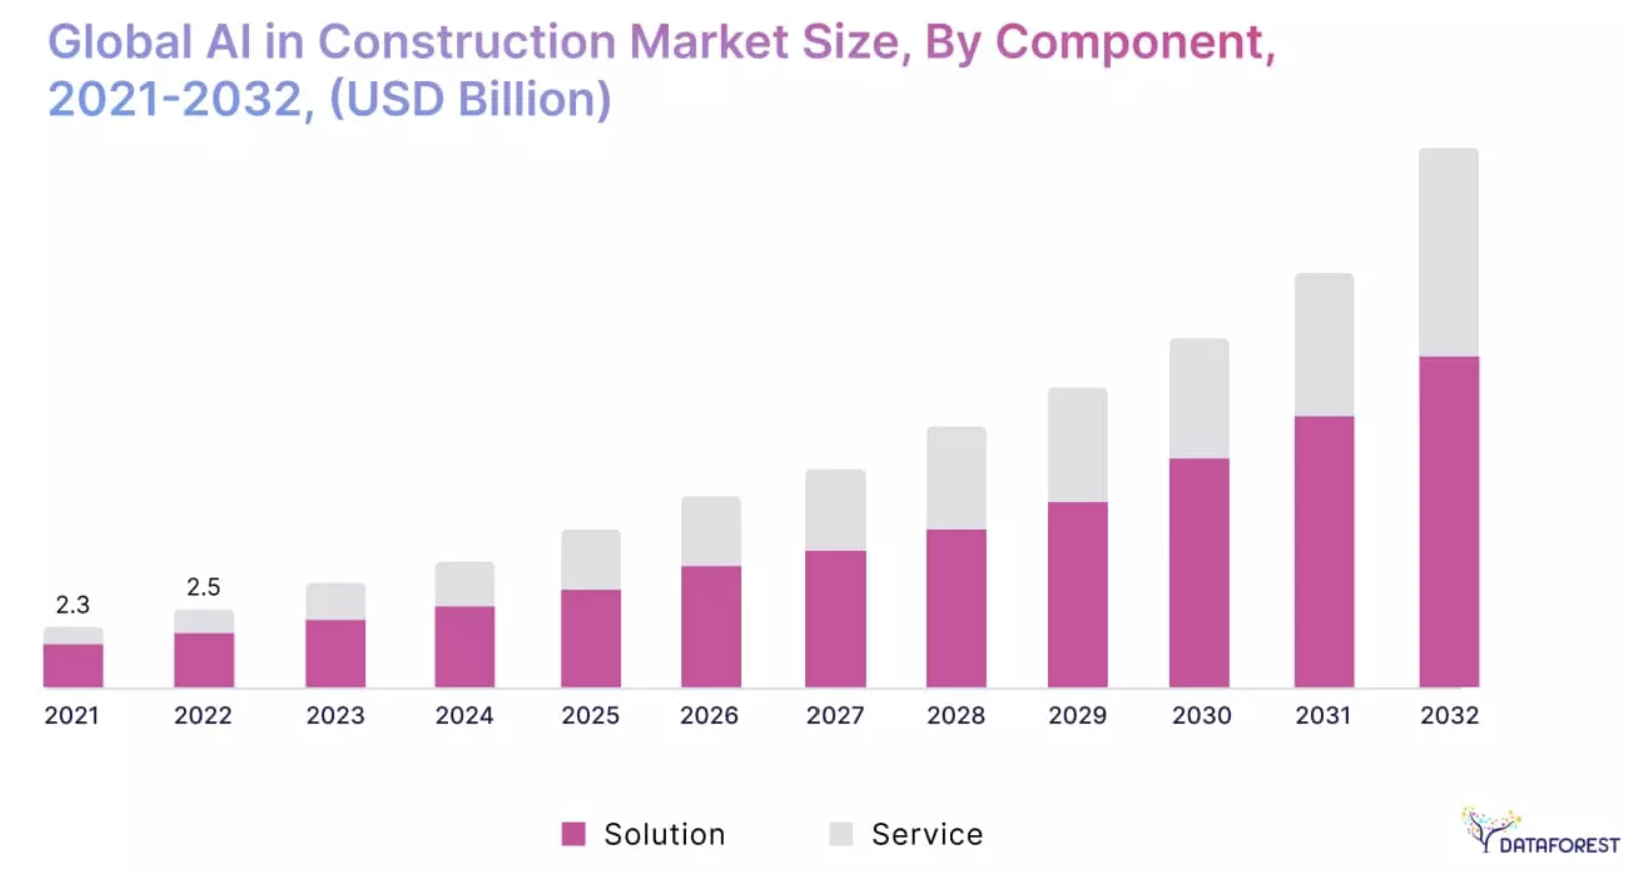 Global AI in Construction Market Size, By Component,
2021-2032, (USD Billion)
2.3
2.5
2021 2022 2023 2024 2025 2026 2027 2028 2029 2030 2031 2032
Solution Service
DATAFOREST